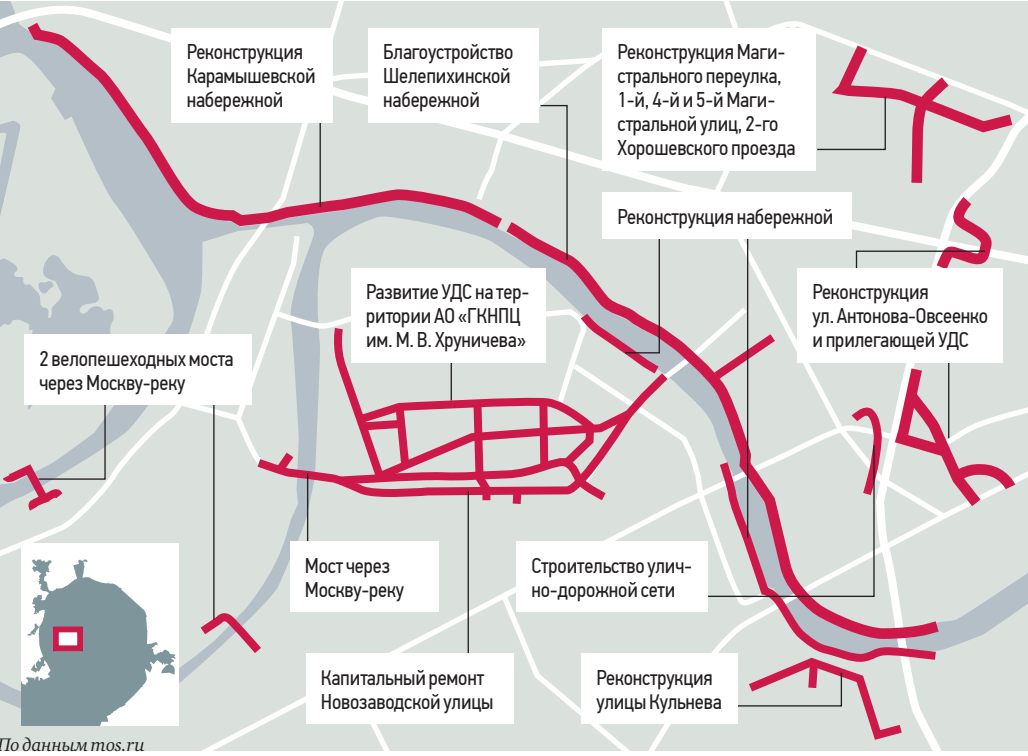 Реконструкция
Карамышевской
набережной
Благоустройство
Шелепихинской
набережной
Реконструкция Маги-
стрального переулка,
1-й, 4-й и 5-й Маги-
стральной улиц, 2-го
Хорошевского проезда
Реконструкция набережной
Развитие УДС на тер-
ритории АО «ГКНПЦ
им. М. В. Хруничева»
Реконструкция
ул. Антонова-Овсеенко
и прилегающей УДС
2 велопешеходных моста
через Москву-реку
Мост через
Москву-реку
Строительство улич-
но-дорожной сети
Капитальный ремонт
Новозаводской улицы
Реконструкция
улицы Кульнева
По данным mos.ru